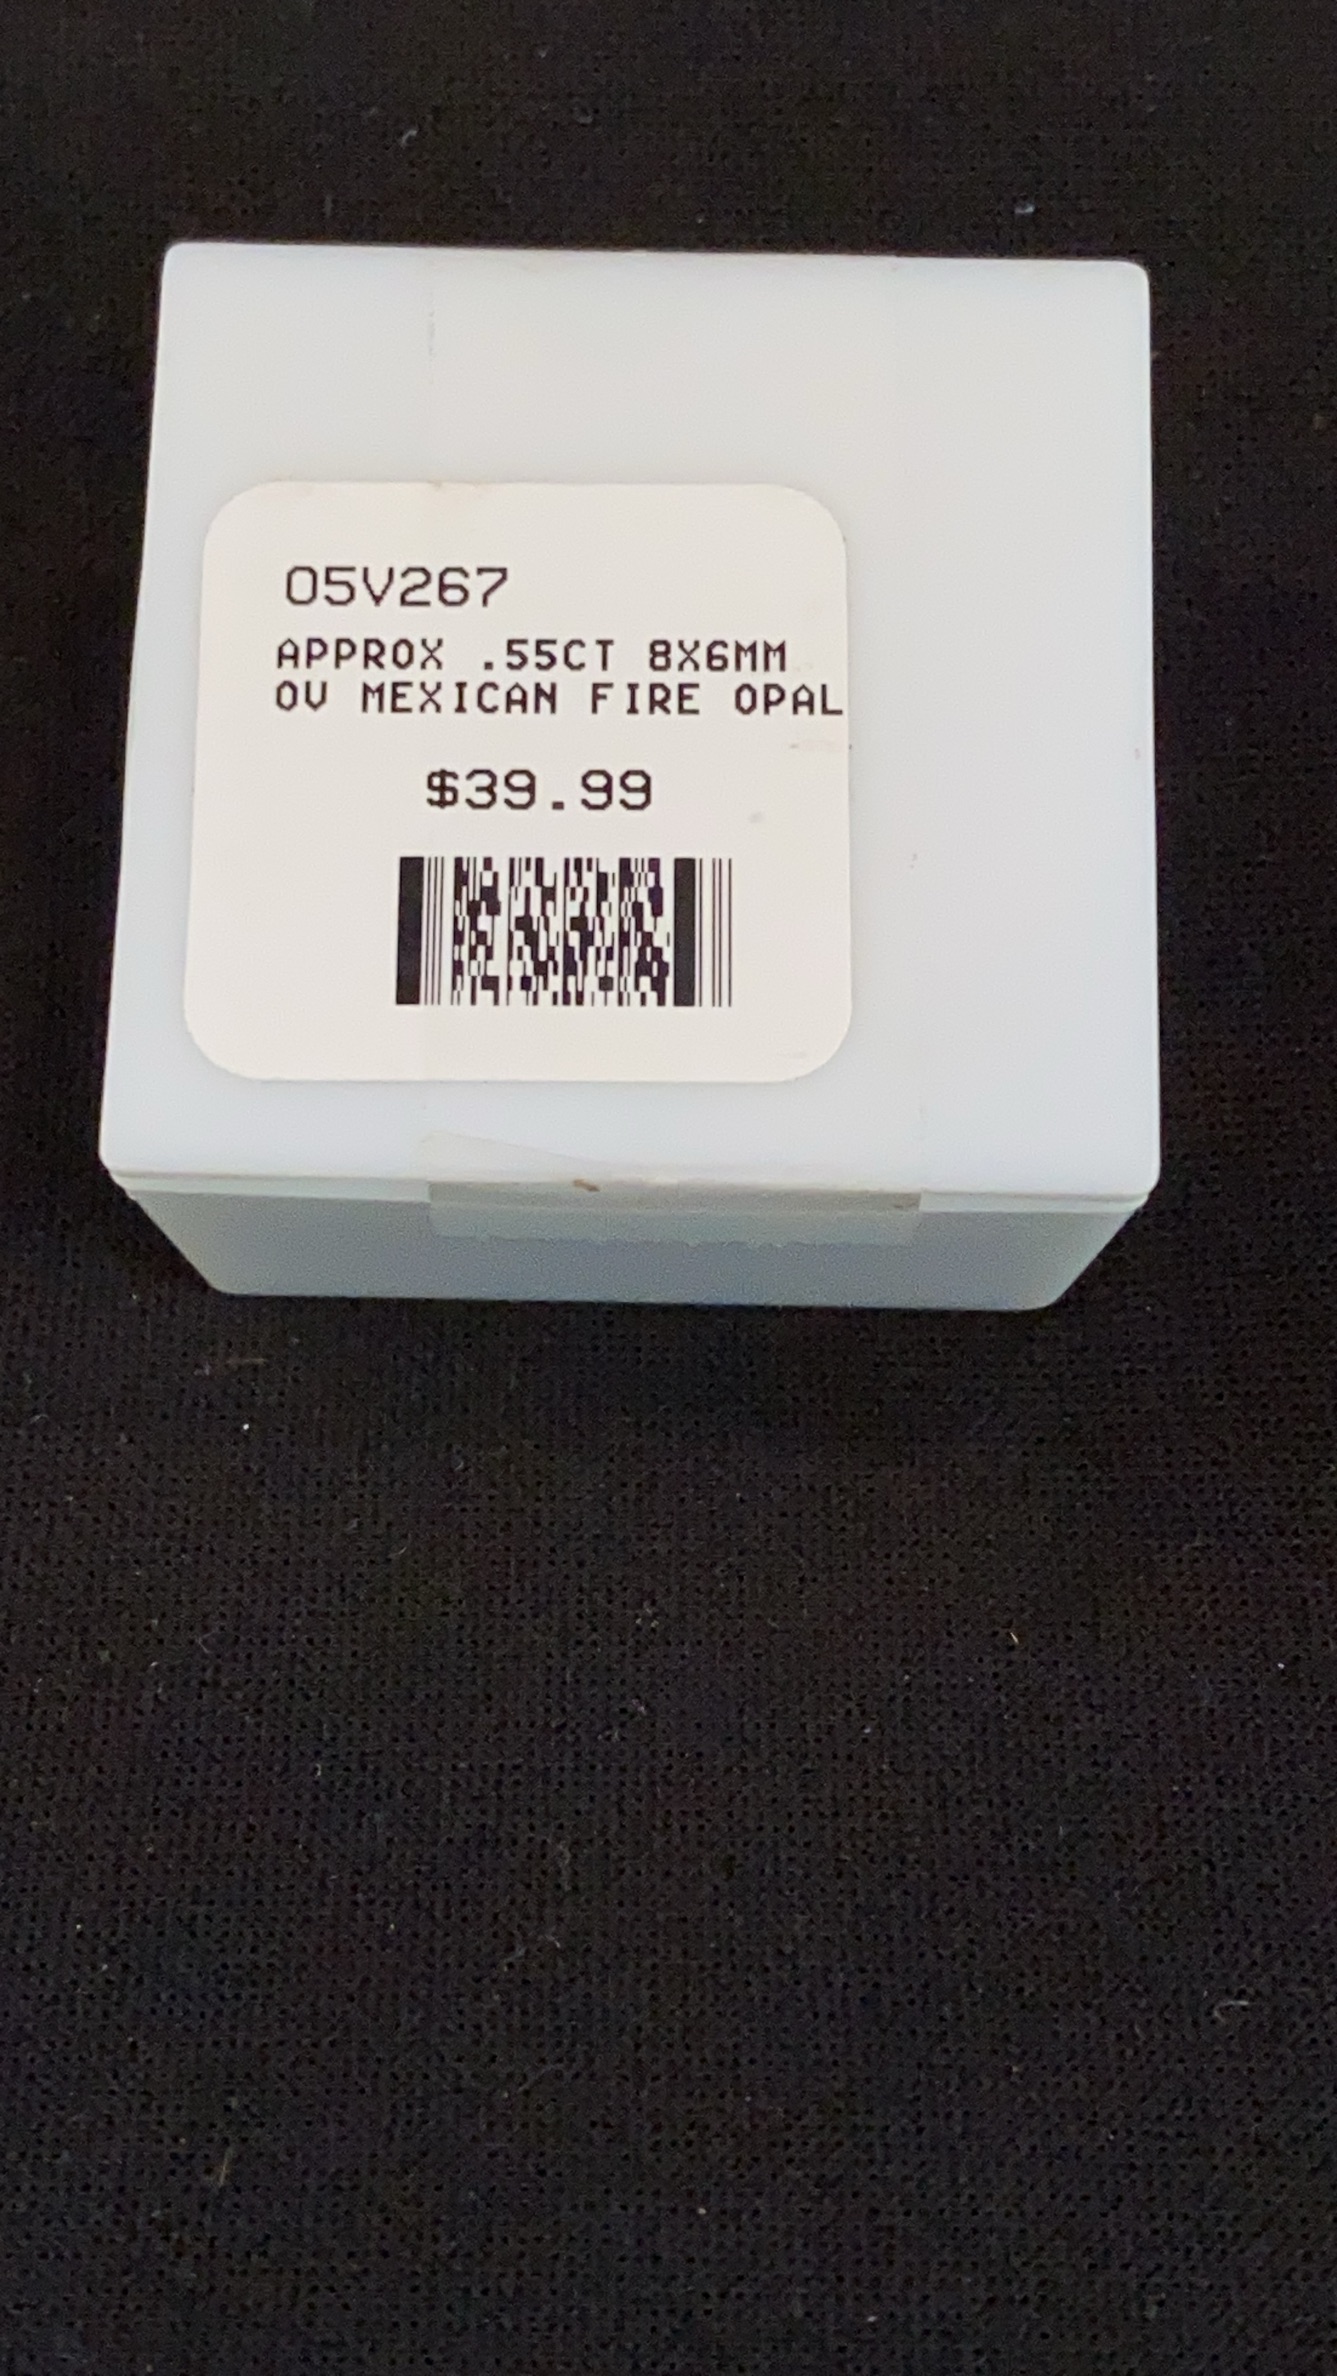 05V267
APPROX .55CT 8X6MM
OV MEXICAN FIRE OPAL
$39.99